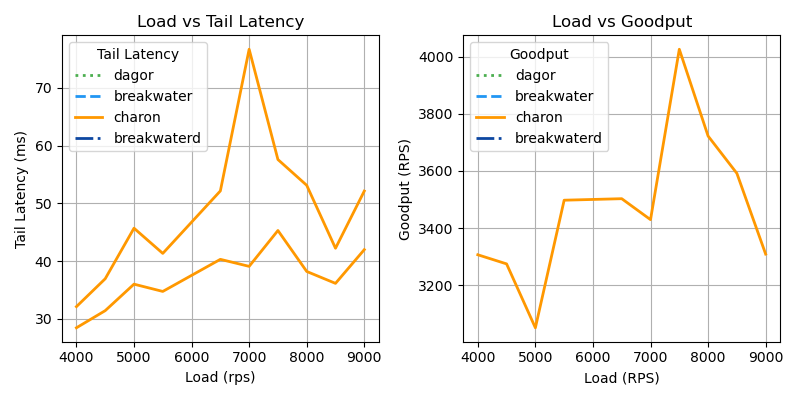 Load vs Tail Latency
Tail Latency (ms)
70
60
50
40
30
Tail Latency
dagor
breakwater
charon
breakwaterd
4000 5000 6000 7000 8000 9000
Load (rps)
Load vs Goodput
Goodput (RPS)
4000
3800
3600
3400
3200
Goodput
dagor
breakwater
charon
breakwaterd
4000 5000 6000 7000 8000 9000
Load (RPS)